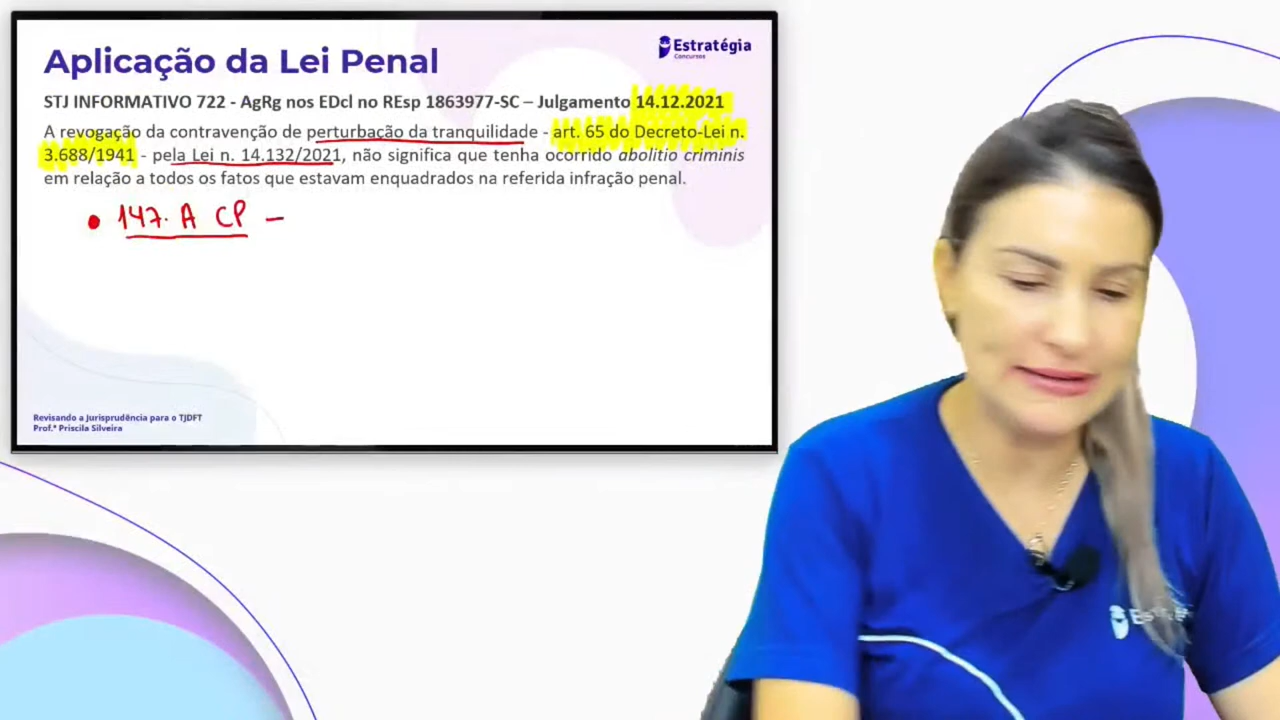 Aplicação da Lei Penal
Estratégia
Concursos
STJ INFORMATIVO 722 - AgRg nos EDcl no REsp 1863977-SC – Julgamento 14.12.2021
A revogação da contravenção de perturbação da tranquilidade - art. 65 do Decreto-Lei n.
3.688/1941 - pela Lei n. 14.132/2021, não significa que tenha ocorrido abolitio criminis
em relação a todos os fatos que estavam enquadrados na referida infração penal.
• 147. A CP –
Revisando a Jurisprudência para o TJDFT
Prof.ª Priscila Silveira